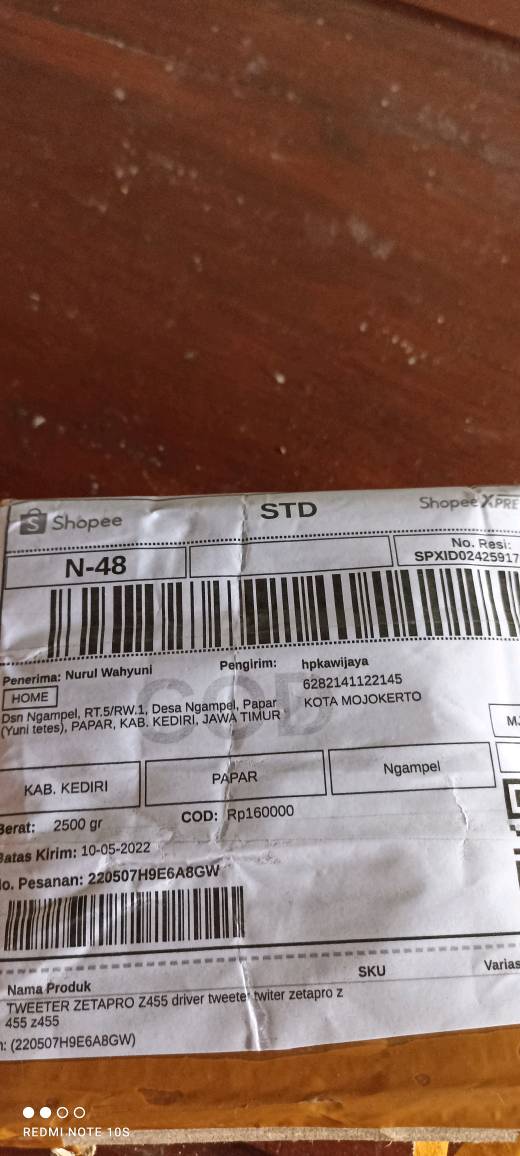 Shopee STD Shopee XPRE
N-48 No. Resi:
SPXID02425917
COD
Penerima: Nurul Wahyuni Pengirim: hpkawijaya
HOME 6282141122145
Dsn Ngampel, RT.5/RW.1, Desa Ngampel, Papar KOTA MOJOKERTO
(Yuni tetes), PAPAR, KAB. KEDIRI, JAWA TIMUR
KAB. KEDIRI PAPAR Ngampel
Berat: 2500 gr COD: Rp160000
Batas Kirim: 10-05-2022
No. Pesanan: 220507H9E6A8GW
Nama Produk SKU Varias
TWEETER ZETAPRO Z455 driver tweeter twiter zetapro z
455 z455
n: (220507H9E6A8GW)
REDMI NOTE 10S